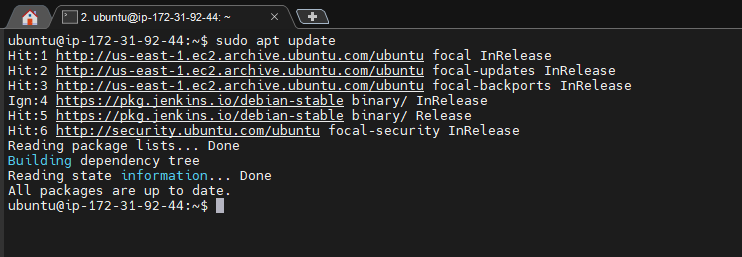 2. ubuntu@ip-172-31-92-44: ~
ubuntu@ip-172-31-92-44:~$ sudo apt update
Hit:1 http://us-east-1.ec2.archive.ubuntu.com/ubuntu focal InRelease
Hit:2 http://us-east-1.ec2.archive.ubuntu.com/ubuntu focal-updates InRelease
Hit:3 http://us-east-1.ec2.archive.ubuntu.com/ubuntu focal-backports InRelease
Ign:4 https://pkg.jenkins.io/debian-stable binary/ InRelease
Hit:5 https://pkg.jenkins.io/debian-stable binary/ Release
Hit:6 http://security.ubuntu.com/ubuntu focal-security InRelease
Reading package lists... Done
Building dependency tree
Reading state information... Done
All packages are up to date.
ubuntu@ip-172-31-92-44:~$